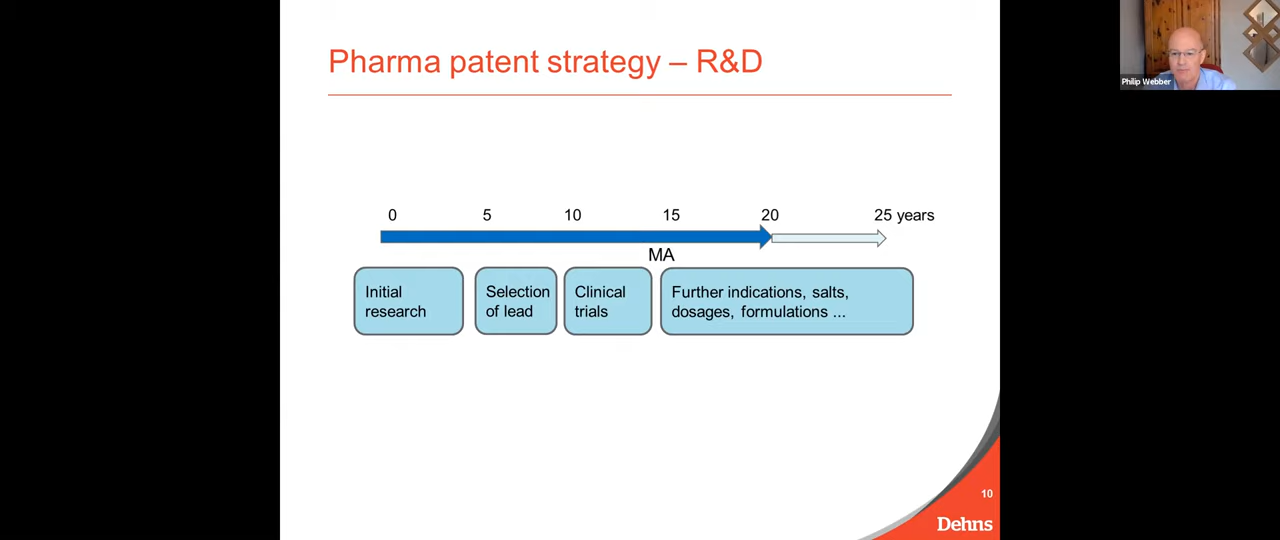 Pharma patent strategy – R&D
Philip Webber
0 5 10 15 20 25 years
MA
Initial
research
Selection
of lead
Clinical
trials
Further indications, salts,
dosages, formulations ...
10
Dehns